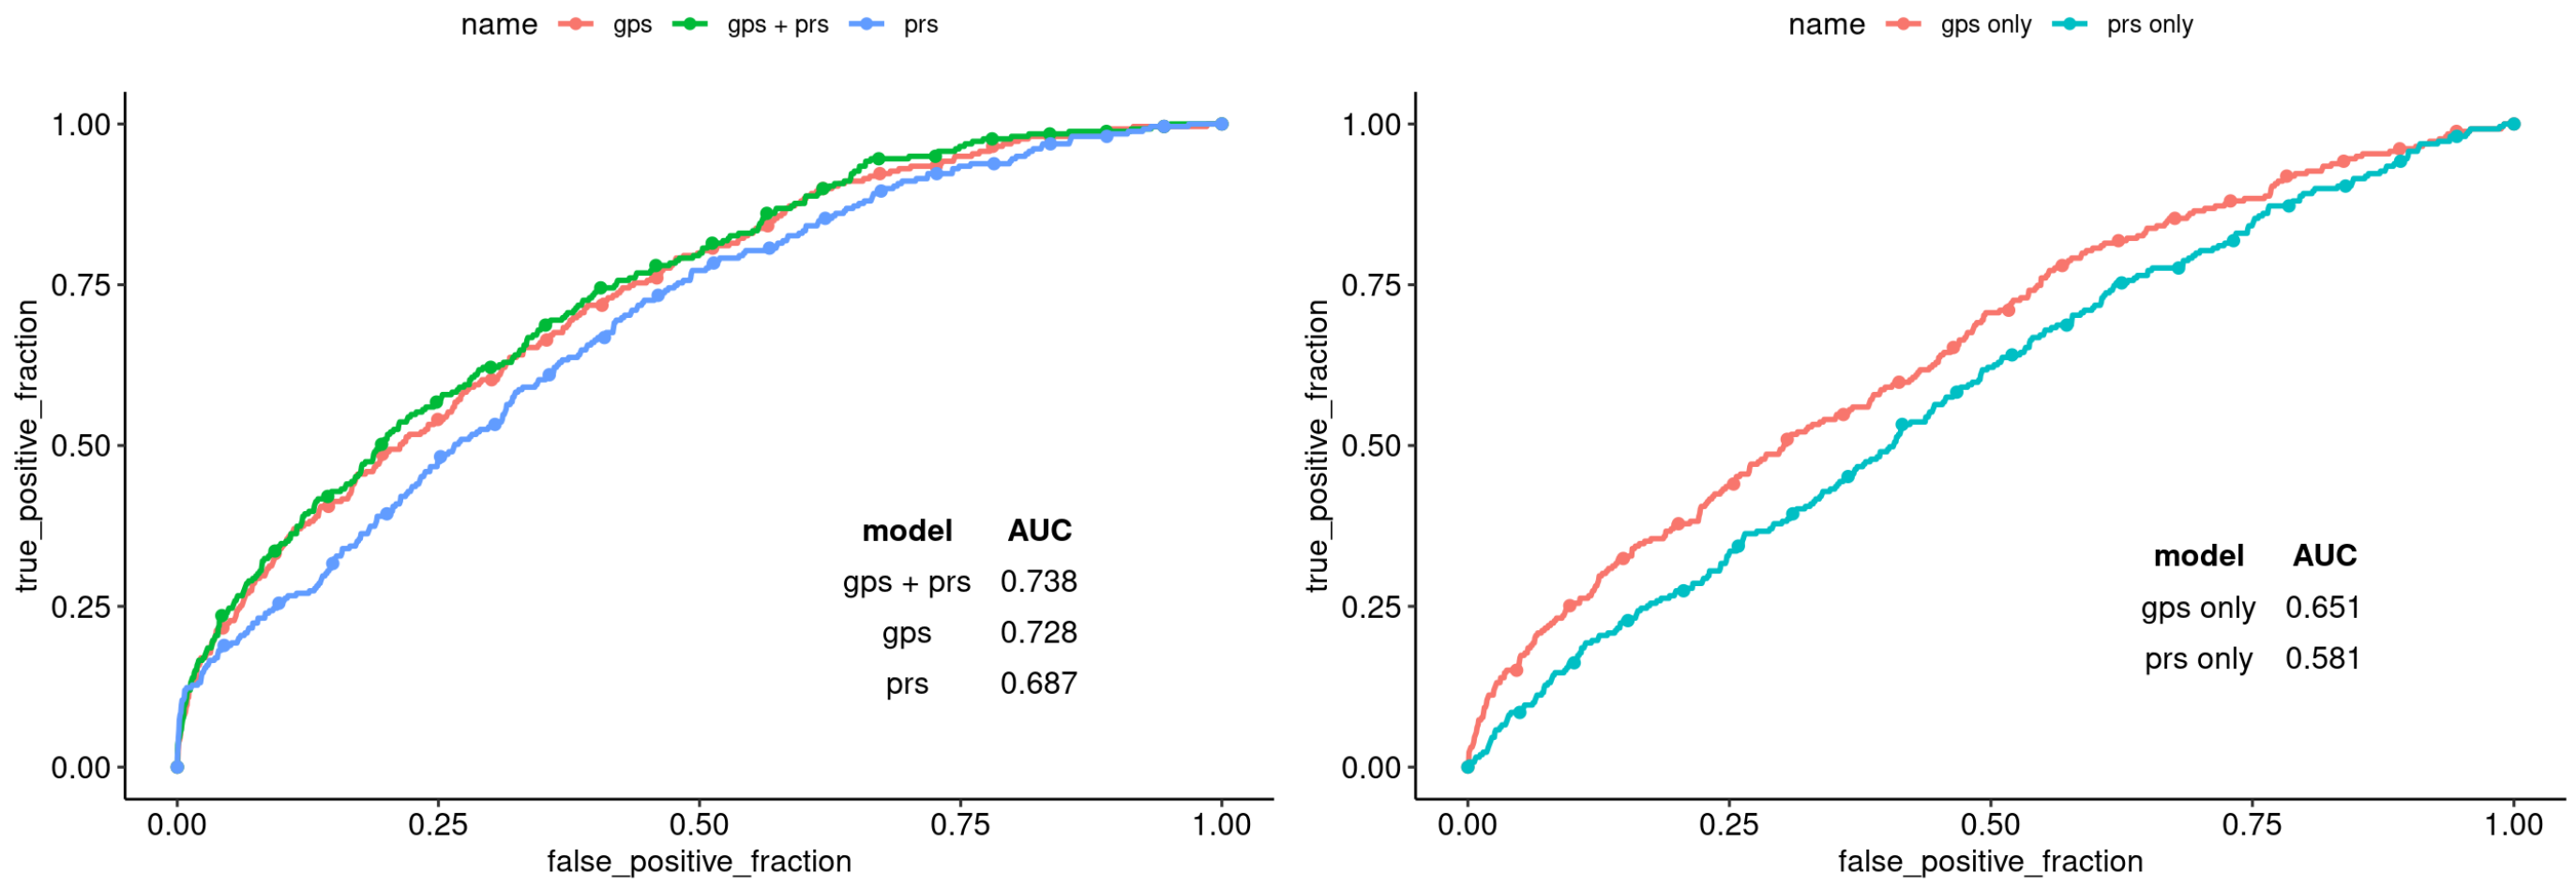 name gps gps + prs prs
1.00
0.75
0.50
0.25
0.00
true_positive_fraction
model AUC
gps + prs 0.738
gps 0.728
prs 0.687
0.00 0.25 0.50 0.75 1.00
false_positive_fraction
name gps only prs only
1.00
0.75
0.50
0.25
0.00
true_positive_fraction
model AUC
gps only 0.651
prs only 0.581
0.00 0.25 0.50 0.75 1.00
false_positive_fraction